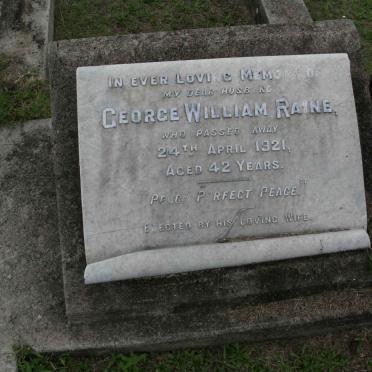 IN EVER LOVING MEMORY OF
MY DEAR HUSBAND
GEORGE WILLIAM RAINE,
WHO PASSED AWAY
24TH APRIL 1921,
AGED 42 YEARS.
"PEACE PERFECT PEACE."
ERECTED BY HIS LOVING WIFE.